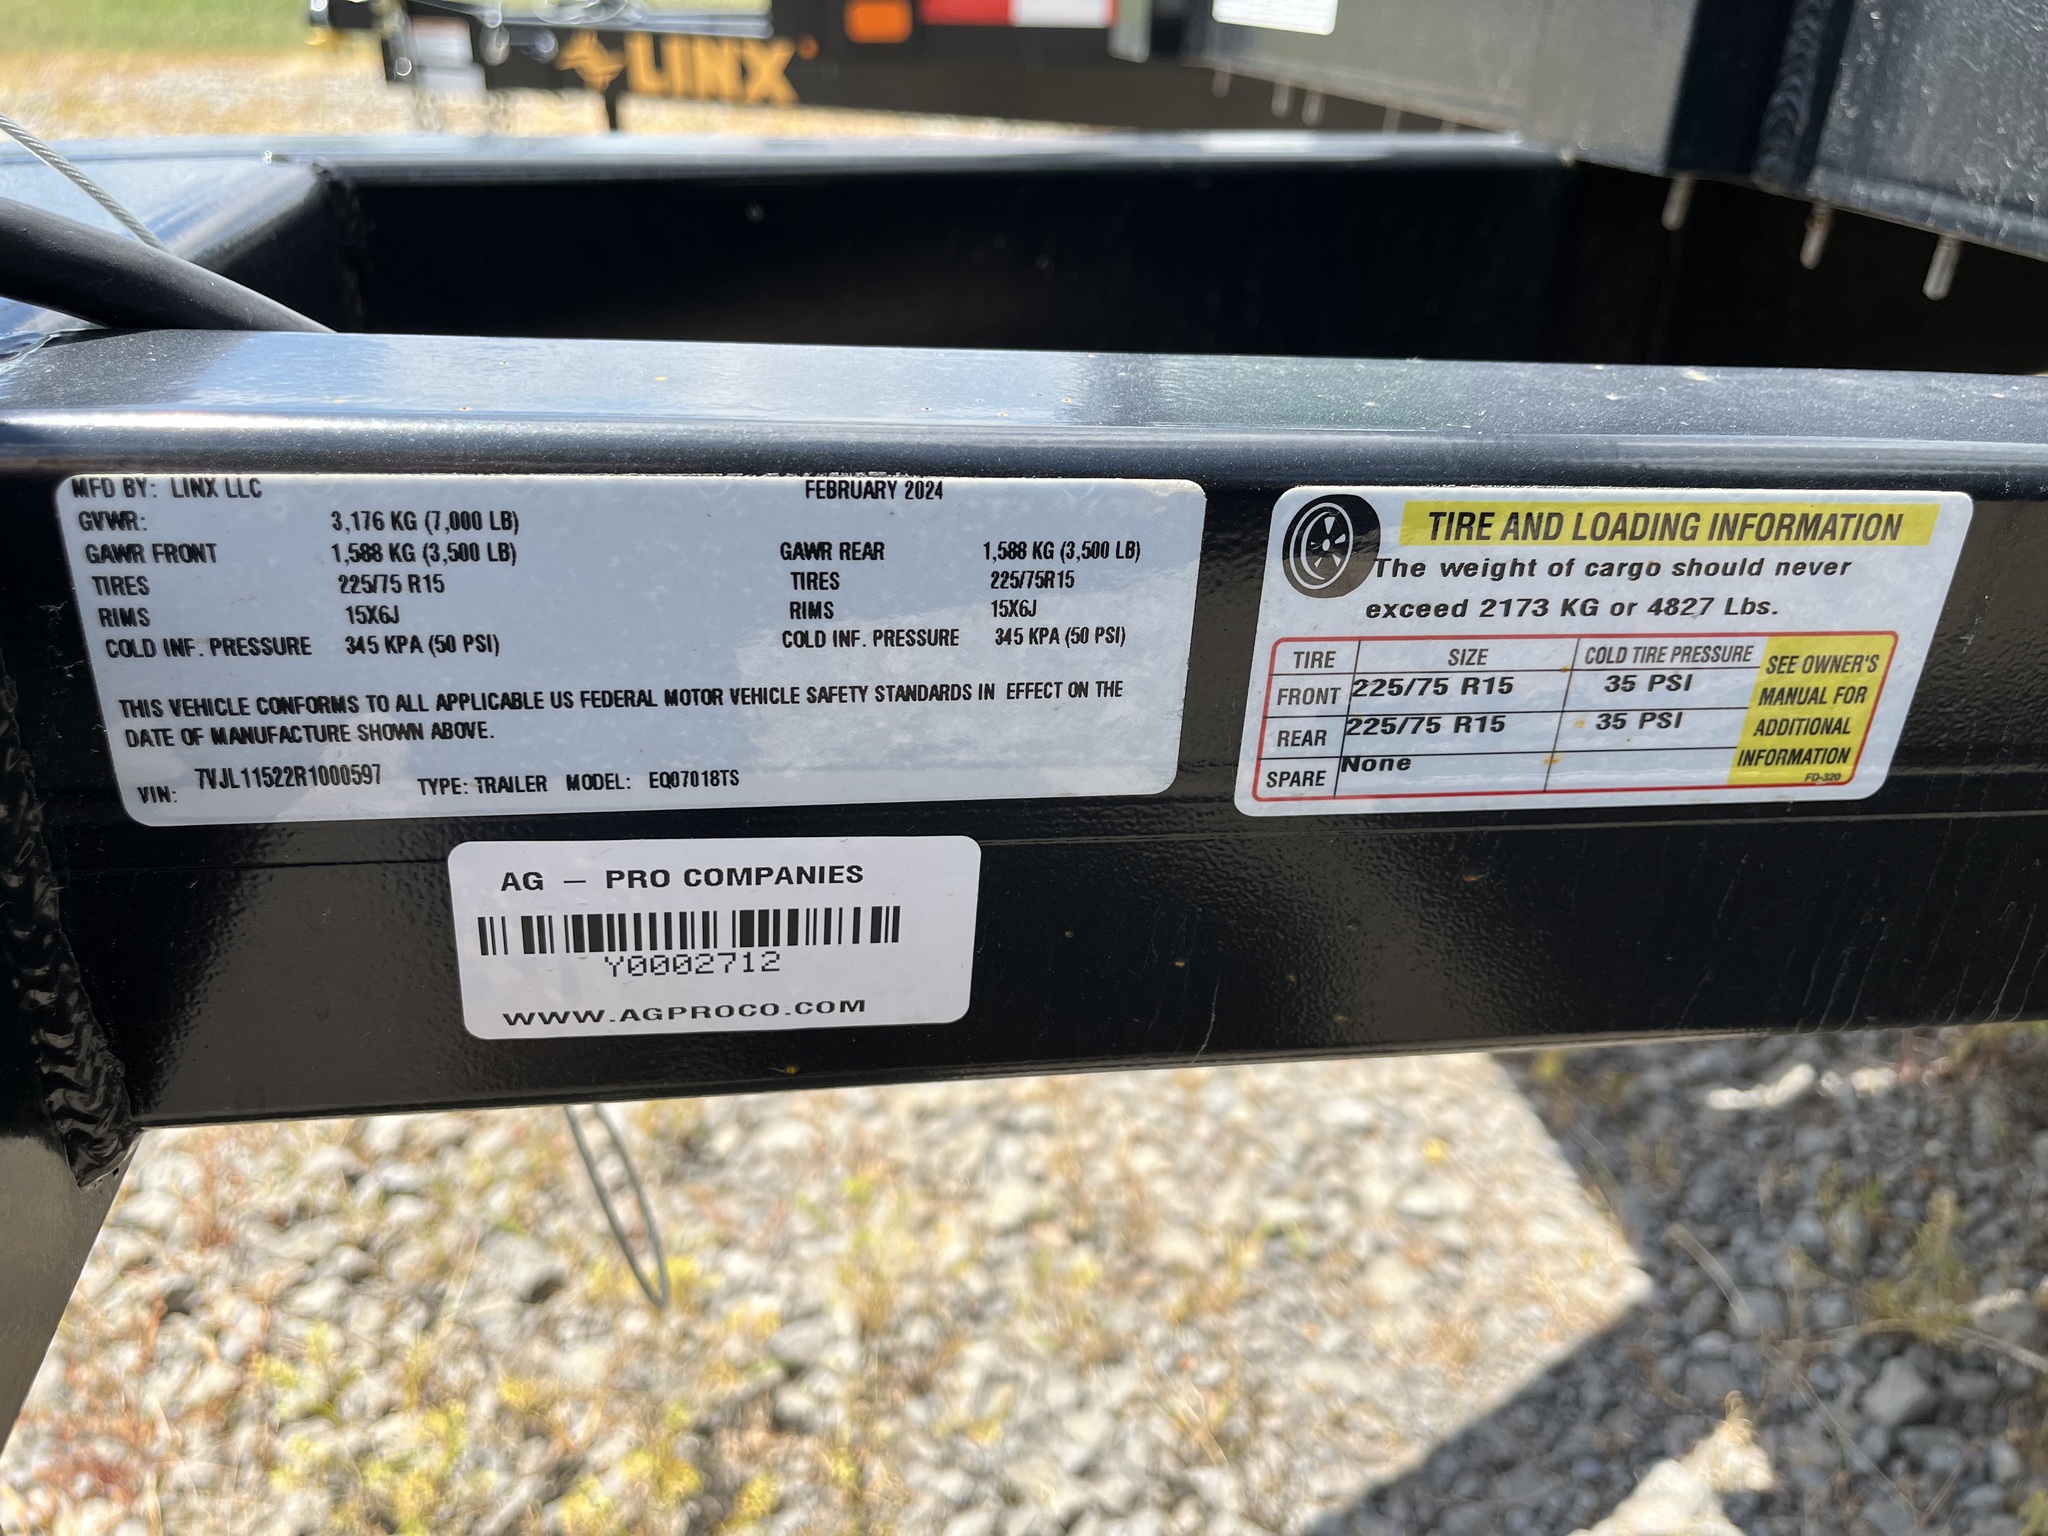 LINX
MFD BY: LINX LLC FEBRUARY 2024
GVWR: 3,176 KG (7,000 LB)
GAWR FRONT 1,588 KG (3,500 LB) GAWR REAR 1,588 KG (3,500 LB)
TIRES 225/75 R15 TIRES 225/75R15
RIMS 15X6J RIMS 15X6J
COLD INF. PRESSURE 345 KPA (50 PSI) COLD INF. PRESSURE 345 KPA (50 PSI)
THIS VEHICLE CONFORMS TO ALL APPLICABLE US FEDERAL MOTOR VEHICLE SAFETY STANDARDS IN EFFECT ON THE
DATE OF MANUFACTURE SHOWN ABOVE.
VIN: 7VJL11522R1000597 TYPE: TRAILER MODEL: EQ07018TS
TIRE AND LOADING INFORMATION
The weight of cargo should never
exceed 2173 KG or 4827 Lbs.
TIRE SIZE COLD TIRE PRESSURE
FRONT 225/75 R15 35 PSI
REAR 225/75 R15 35 PSI
SPARE None
SEE OWNER'S
MANUAL FOR
ADDITIONAL
INFORMATION
FD-320
AG - PRO COMPANIES
Y0002712
WWW.AGPROCO.COM